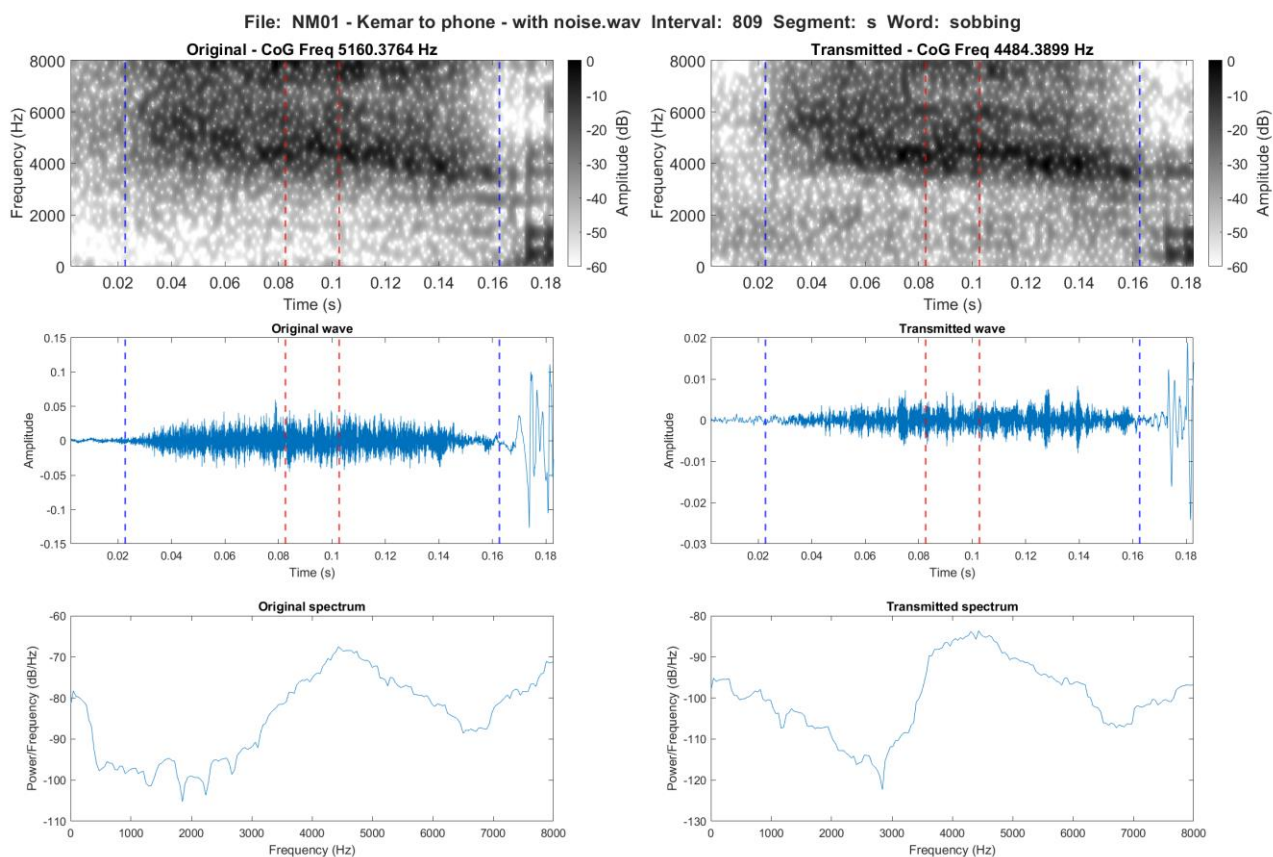 File: NM01 - Kemar to phone - with noise.wav Interval: 809 Segment: s Word: sobbing
Original - CoG Freq 5160.3764 Hz
8000
6000
4000
2000
0
Frequency (Hz)
0.02 0.04 0.06 0.08 0.1 0.12 0.14 0.16 0.18
Time (s)
0
-10
-20
-30
-40
-50
-60
Amplitude (dB)
Transmitted - CoG Freq 4484.3899 Hz
8000
6000
4000
2000
0
Frequency (Hz)
0.02 0.04 0.06 0.08 0.1 0.12 0.14 0.16 0.18
Time (s)
0
-10
-20
-30
-40
-50
-60
Amplitude (dB)
Original wave
0.15
0.1
0.05
0
-0.05
-0.1
-0.15
Amplitude
0.02 0.04 0.06 0.08 0.1 0.12 0.14 0.16 0.18
Time (s)
Transmitted wave
0.02
0.01
0
-0.01
-0.02
-0.03
Amplitude
0.02 0.04 0.06 0.08 0.1 0.12 0.14 0.16 0.18
Time (s)
Original spectrum
-60
-70
-80
-90
-100
-110
Power/Frequency (dB/Hz)
0 1000 2000 3000 4000 5000 6000 7000 8000
Frequency (Hz)
Transmitted spectrum
-80
-90
-100
-110
-120
-130
Power/Frequency (dB/Hz)
0 1000 2000 3000 4000 5000 6000 7000 8000
Frequency (Hz)